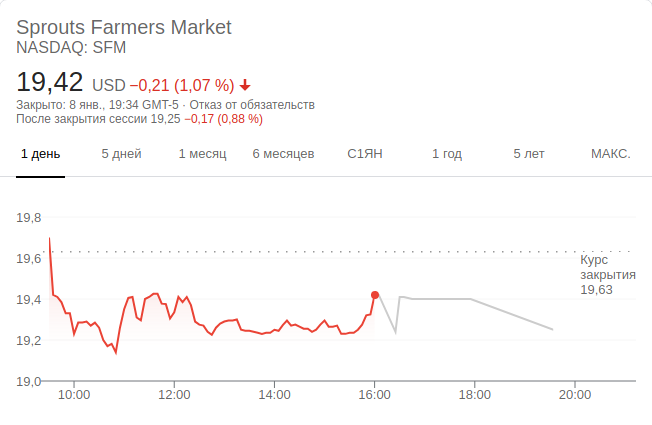 Sprouts Farmers Market
NASDAQ: SFM
19,42 USD −0,21 (1,07 %)
Закрыто: 8 янв., 19:34 GMT-5 · Отказ от обязательств
После закрытия сессии 19,25 −0,17 (0,88 %)
1 день 5 дней 1 месяц 6 месяцев С1ЯН 1 год 5 лет МАКС.
19,8
19,6
Курс
закрытия
19,63
19,4
19,2
19,0
10:00 12:00 14:00 16:00 18:00 20:00